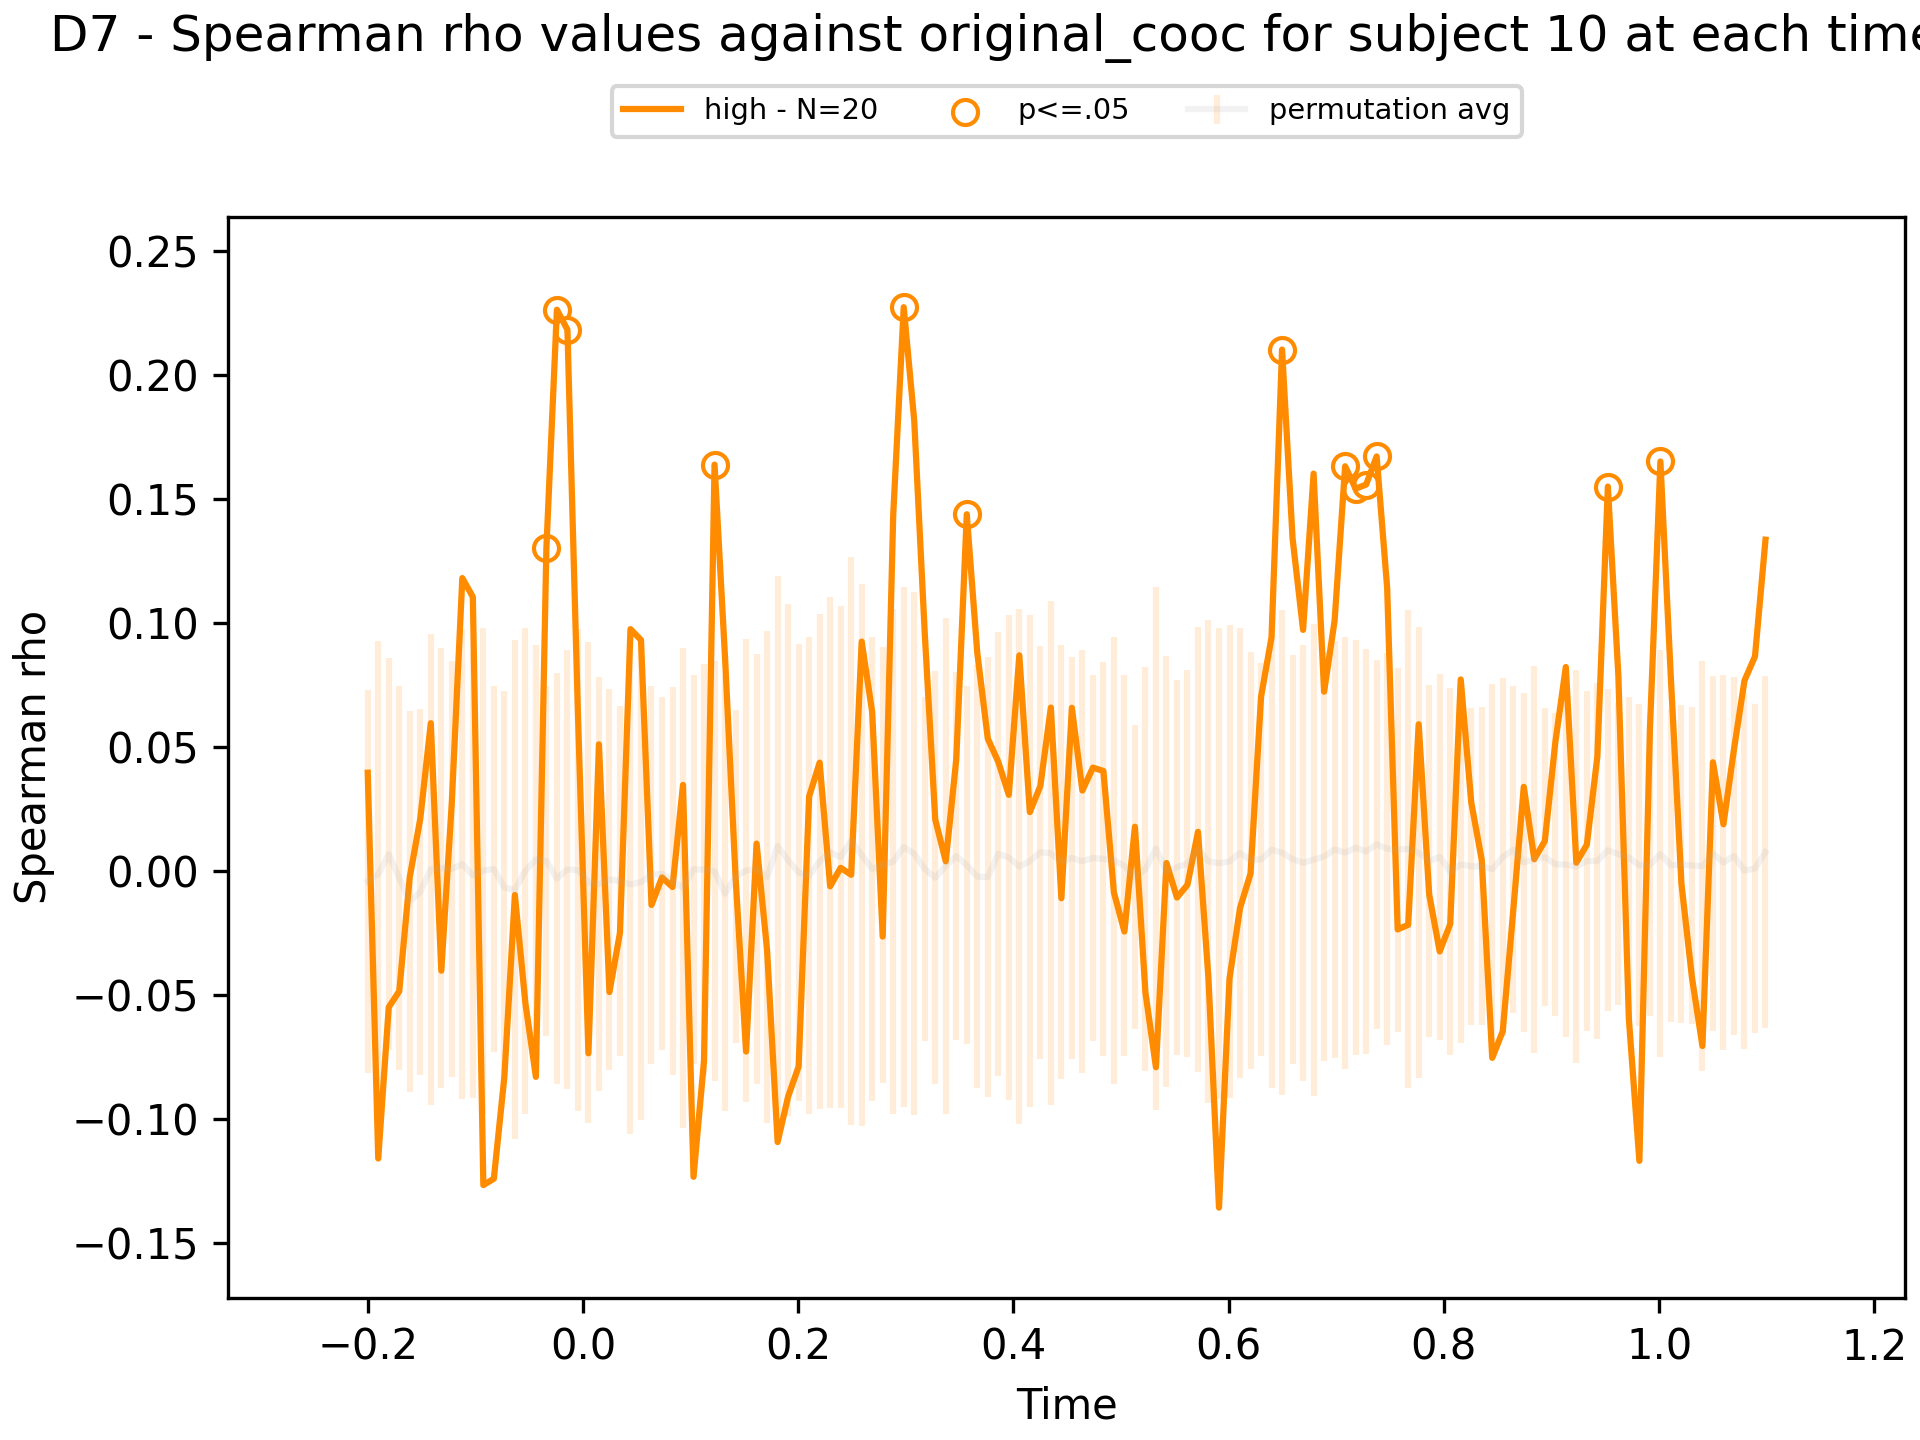 D7 - Spearman rho values against original_cooc for subject 10 at each time
high - N=20 p<=.05 permutation avg
0.25
0.20
0.15
0.10
0.05
0.00
−0.05
−0.10
−0.15
Spearman rho
−0.2 0.0 0.2 0.4 0.6 0.8 1.0 1.2
Time